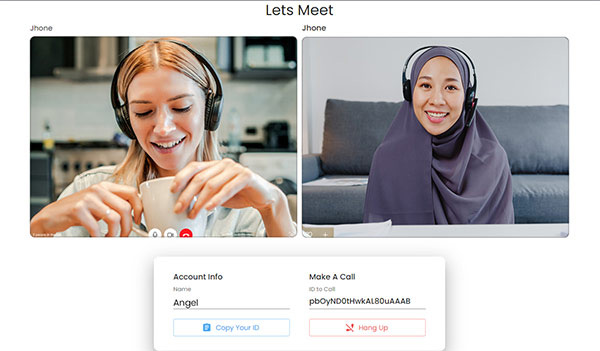 Lets Meet
Jhone
Jhone
Account Info
Name
Angel
Copy Your ID
Make A Call
ID to Call
pbOyND0tHwkAL80uAAAB
Hang Up